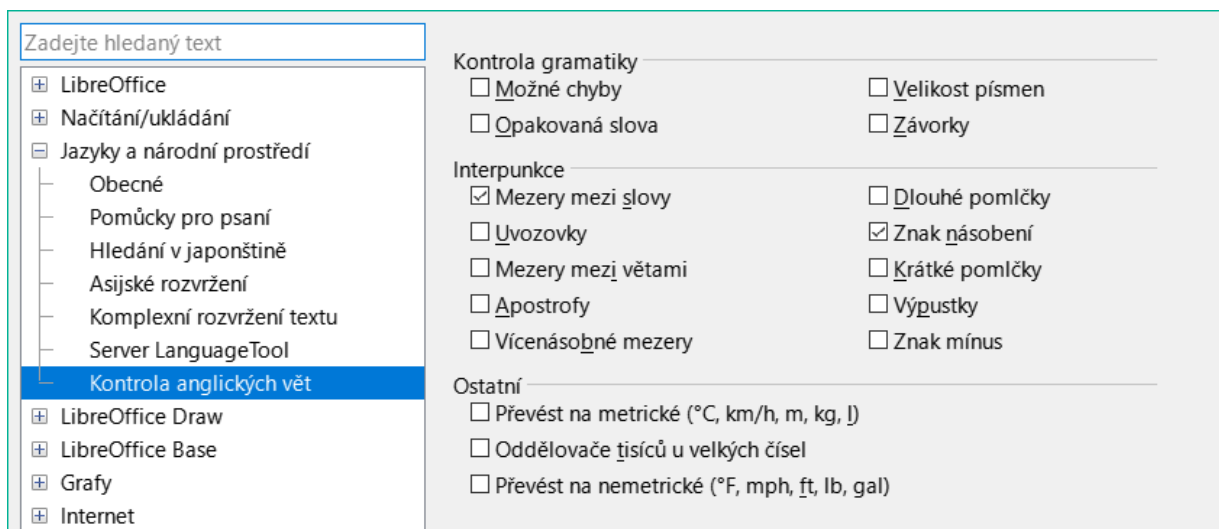 Zadejte hledaný text
LibreOffice
Načítání/ukládání
Jazyky a národní prostředí
Obecné
Pomůcky pro psaní
Hledání v japonštině
Asijské rozvržení
Komplexní rozvržení textu
Server LanguageTool
Kontrola anglických vět
LibreOffice Draw
LibreOffice Base
Grafy
Internet
Kontrola gramatiky
Možné chyby
Velikost písmen
Opakovaná slova
Závorky
Interpunkce
Mezery mezi slovy
Dlouhé pomlčky
Uvozovky
Znak násobení
Mezery mezi větami
Krátké pomlčky
Apostrofy
Výpustky
Vícenásobné mezery
Znak mínus
Ostatní
Převést na metrické (°C, km/h, m, kg, l)
Oddělovače tisíců u velkých čísel
Převést na nemetrické (°F, mph, ft, lb, gal)